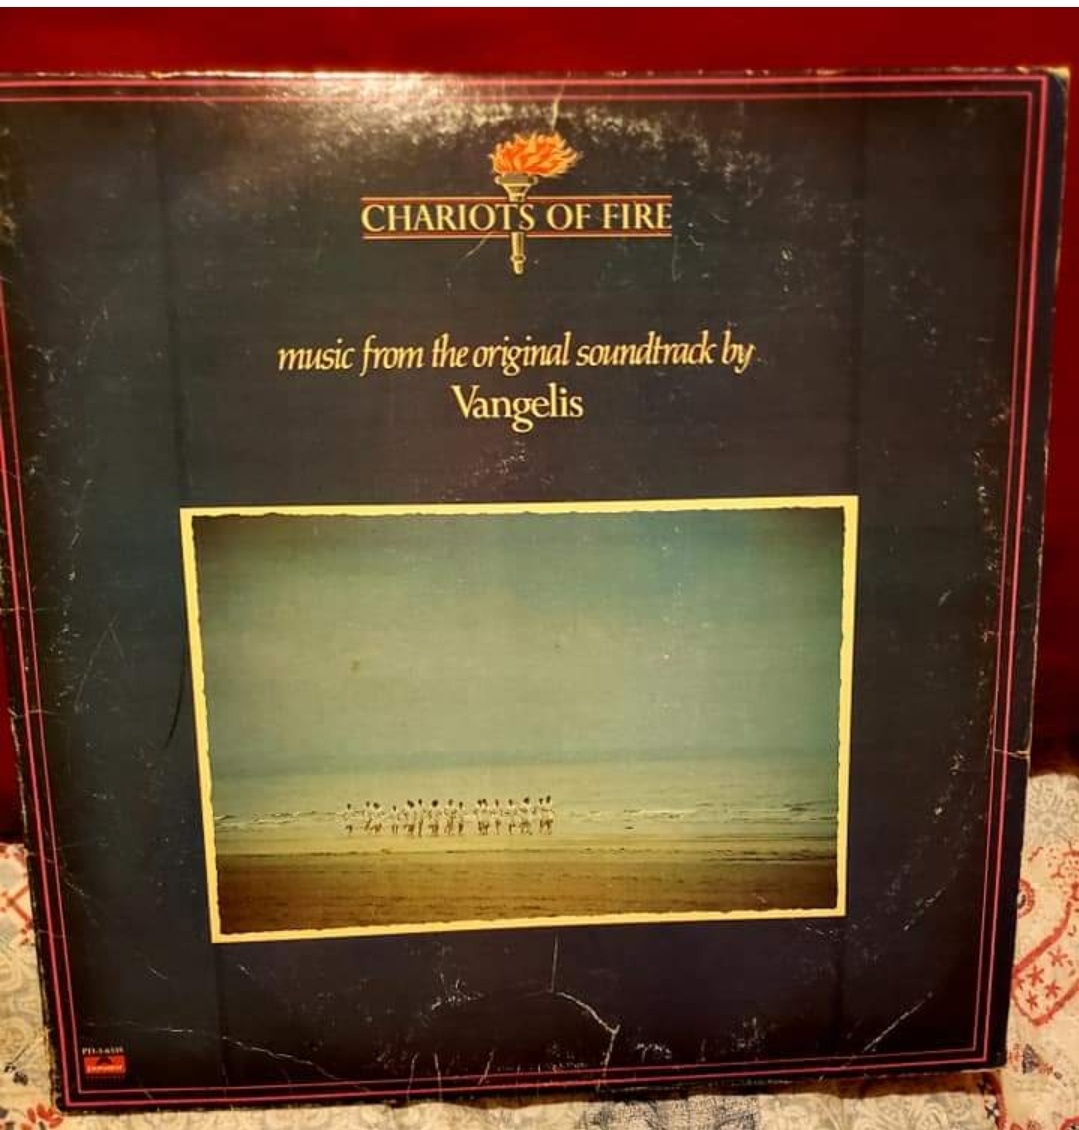 CHARIOTS OF FIRE
music from the original soundtrack by
Vangelis